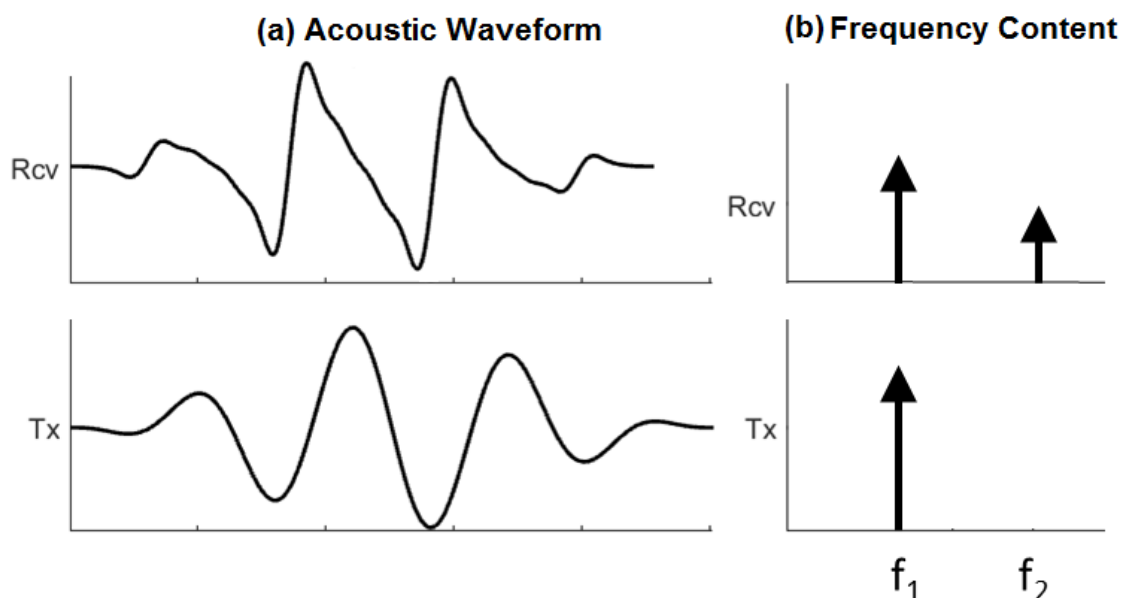 (a) Acoustic Waveform
(b) Frequency Content
Rcv
Rcv
Tx
Tx
f₁
f₂